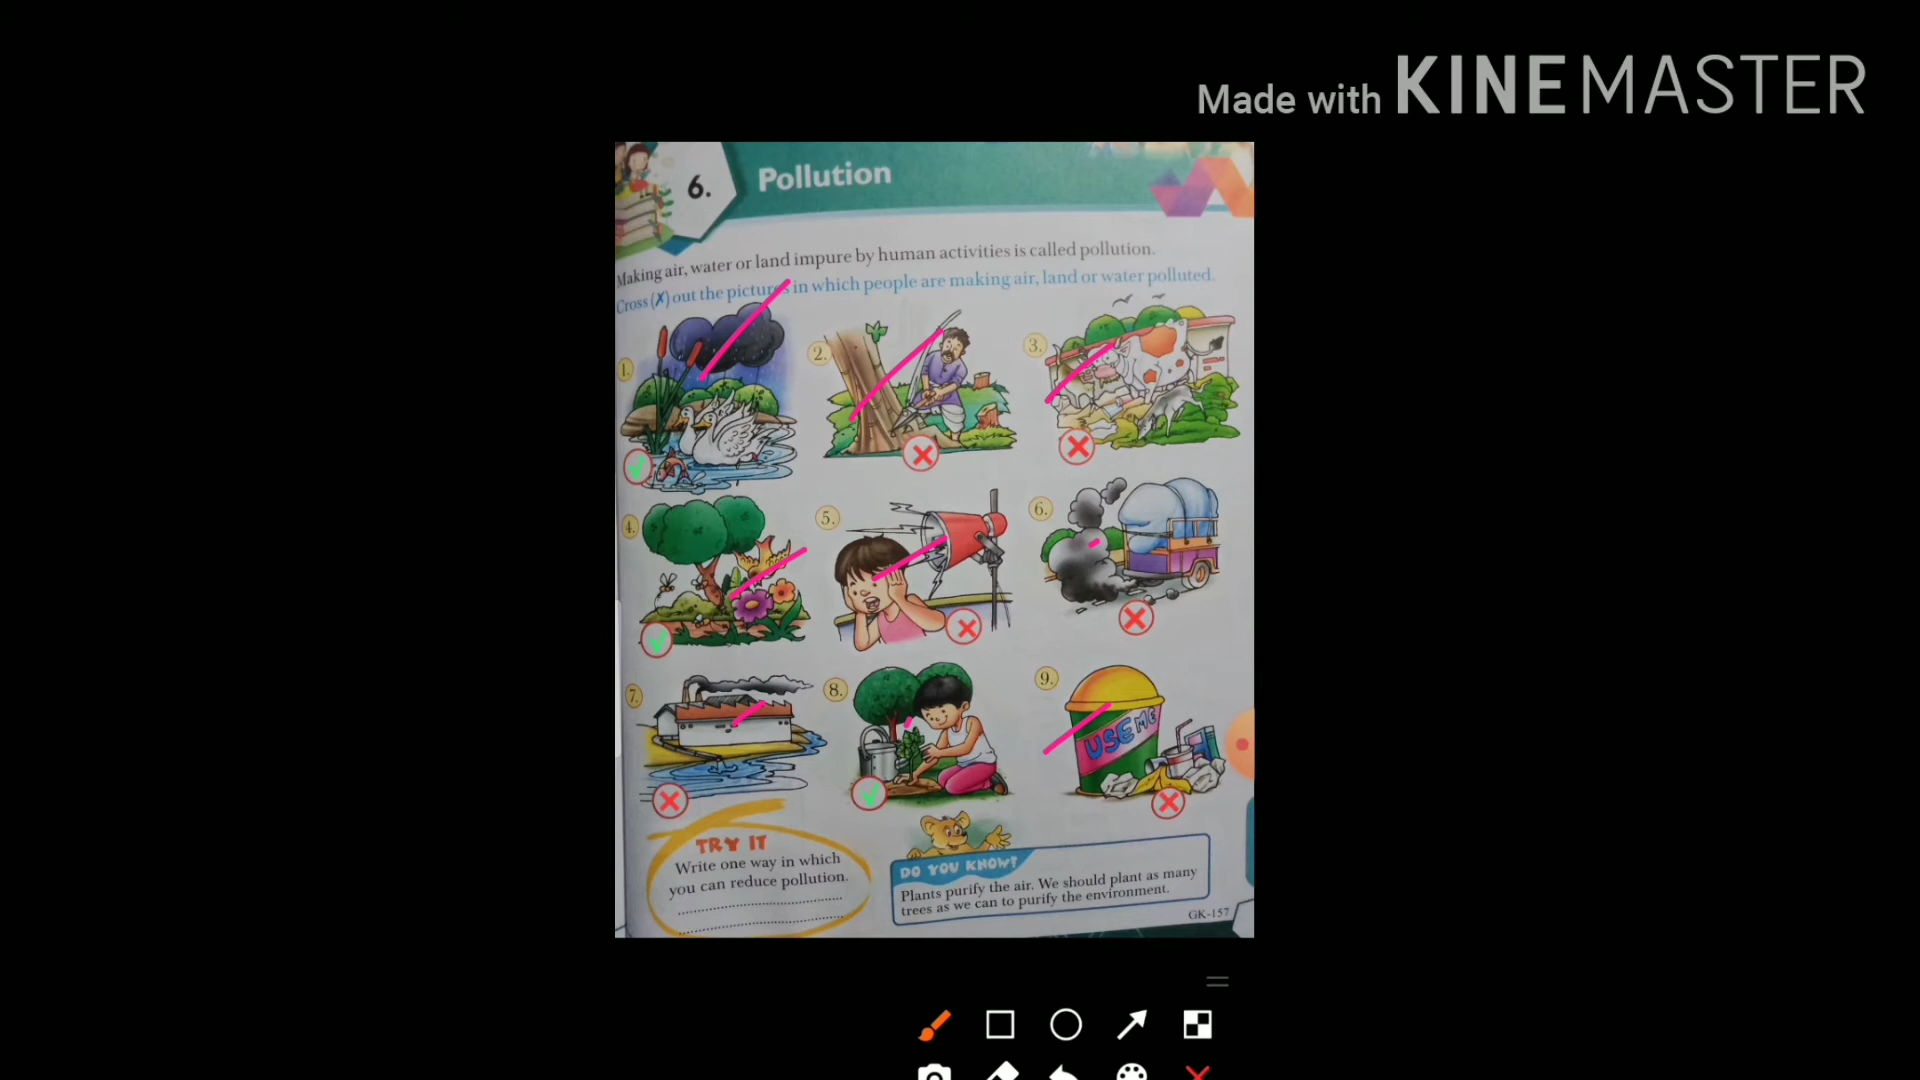 Made with KINEMASTER
6. Pollution
Making air, water or land impure by human activities is called pollution.
Cross (✗) out the pictures in which people are making air, land or water polluted.
1.
2.
3.
4.
5.
6.
7.
8.
9.
USE ME
TRY IT
Write one way in which
you can reduce pollution.
DO YOU KNOW?
Plants purify the air. We should plant as many
trees as we can to purify the environment.
GK-157